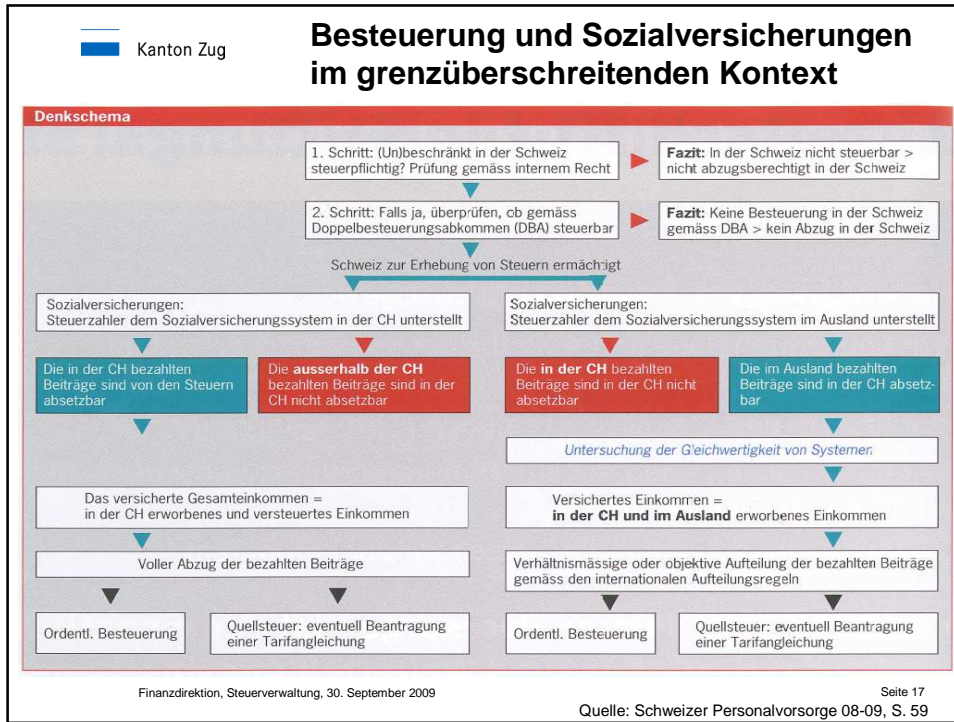 Kanton Zug
Besteuerung und Sozialversicherungen
im grenzüberschreitenden Kontext
Denkschema
1. Schritt: (Un)beschränkt in der Schweiz
steuerpflichtig? Prüfung gemäss internem Recht
Fazit: In der Schweiz nicht steuerbar >
nicht abzugsberechtigt in der Schweiz
2. Schritt: Falls ja, überprüfen, ob gemäss
Doppelbesteuerungsabkommen (DBA) steuerbar
Fazit: Keine Besteuerung in der Schweiz
gemäss DBA > kein Abzug in der Schweiz
Schweiz zur Erhebung von Steuern ermächtigt
Sozialversicherungen:
Steuerzahler dem Sozialversicherungssystem in der CH unterstellt
Sozialversicherungen:
Steuerzahler dem Sozialversicherungssystem im Ausland unterstellt
Die in der CH bezahlten
Beiträge sind von den Steuern
absetzbar
Die ausserhalb der CH
bezahlten Beiträge sind in der
CH nicht absetzbar
Die in der CH bezahlten
Beiträge sind in der CH nicht
absetzbar
Die im Ausland bezahlten
Beiträge sind in der CH absetz-
bar
Untersuchung der Gleichwertigkeit von Systemen
Das versicherte Gesamteinkommen =
in der CH erworbenes und versteuertes Einkommen
Versichertes Einkommen =
in der CH und im Ausland erworbenes Einkommen
Voller Abzug der bezahlten Beiträge
Verhältnismässige oder objektive Aufteilung der bezahlten Beiträge
gemäss den internationalen Aufteilungsregeln
Ordentl. Besteuerung
Quellsteuer: eventuell Beantragung
einer Tarifangleichung
Ordentl. Besteuerung
Quellsteuer: eventuell Beantragung
einer Tarifangleichung
Finanzdirektion, Steuerverwaltung, 30. September 2009
Seite 17
Quelle: Schweizer Personalvorsorge 08-09, S. 59